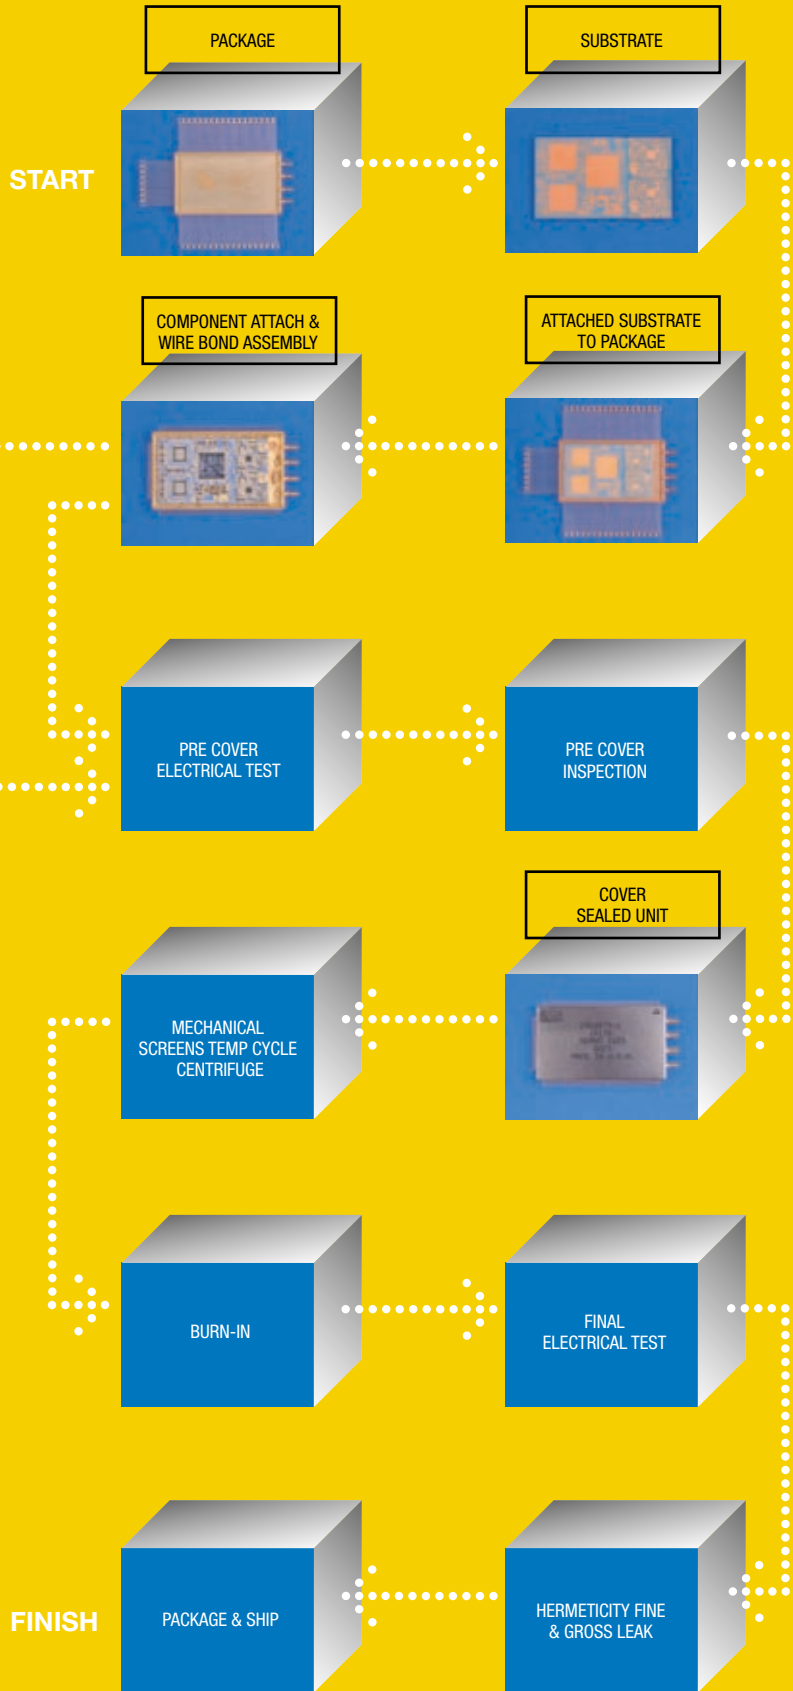 PACKAGE
SUBSTRATE
START
COMPONENT ATTACH &
WIRE BOND ASSEMBLY
ATTACHED SUBSTRATE
TO PACKAGE
PRE COVER
ELECTRICAL TEST
PRE COVER
INSPECTION
COVER
SEALED UNIT
MECHANICAL
SCREENS TEMP CYCLE
CENTRIFUGE
BURN-IN
FINAL
ELECTRICAL TEST
FINISH
PACKAGE & SHIP
HERMETICITY FINE
& GROSS LEAK